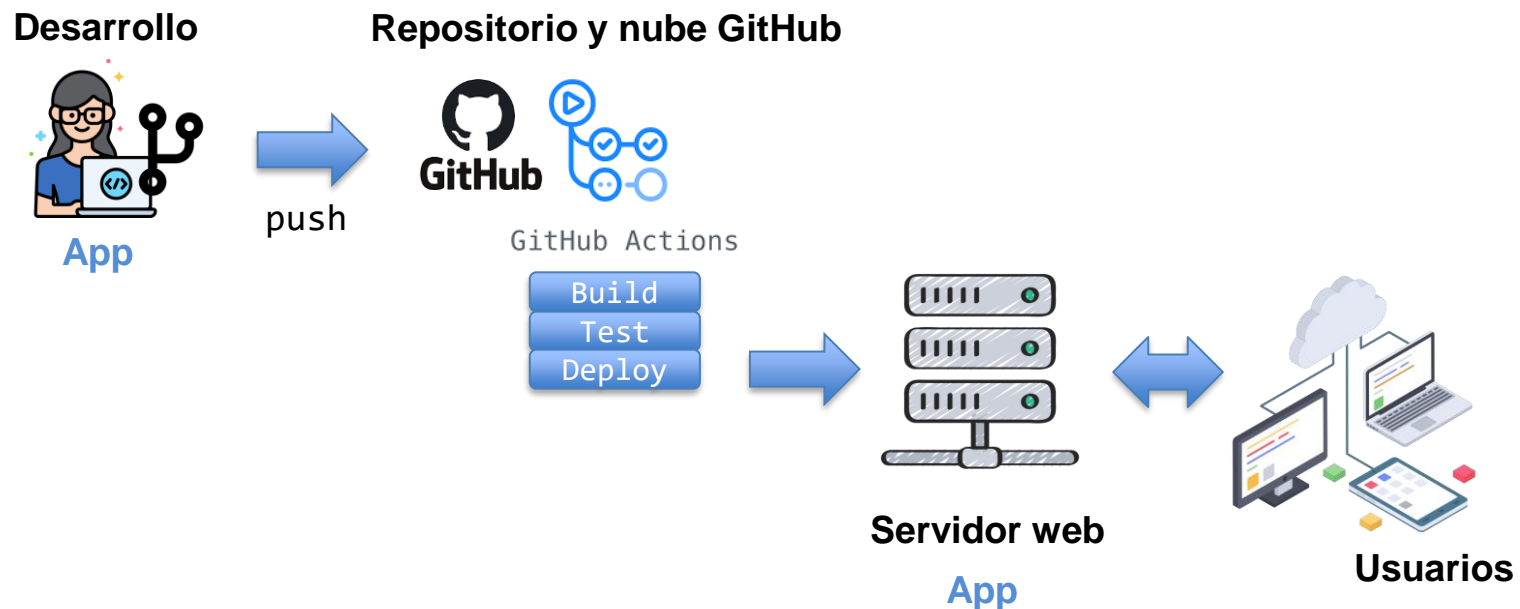 Desarrollo
Repositorio y nube GitHub
GitHub
push
App
GitHub Actions
Build
Test
Deploy
Servidor web
App
Usuarios